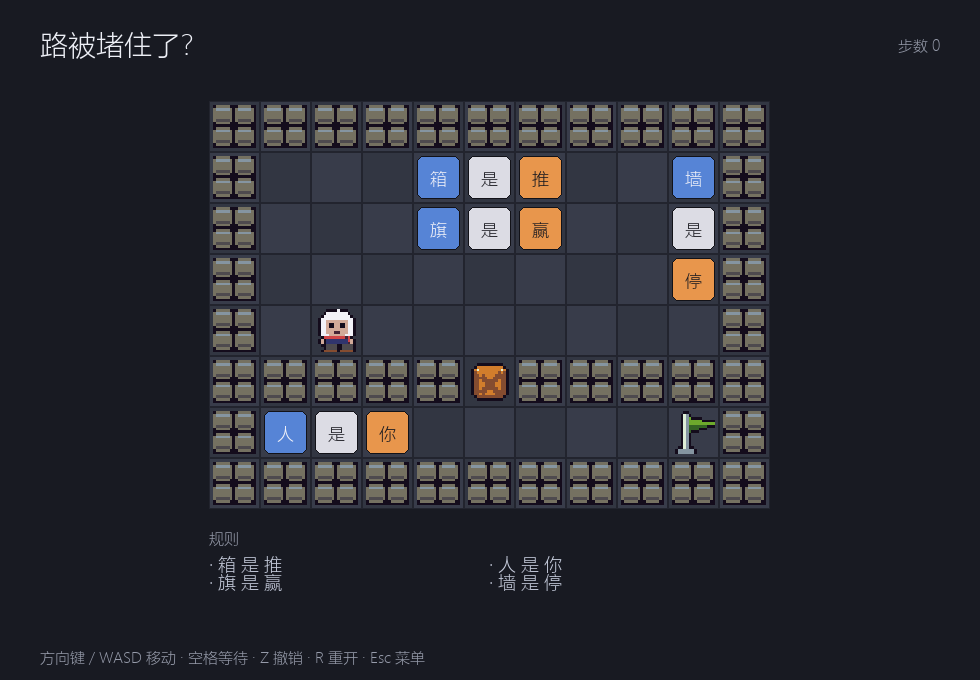 路被堵住了?
步数 0
箱 是 推 墙
旗 是 赢 是
停
人 是 你
规则
· 箱 是 推 · 人 是 你
· 旗 是 赢 · 墙 是 停
方向键 / WASD 移动 · 空格等待 · Z 撤销 · R 重开 · Esc 菜单